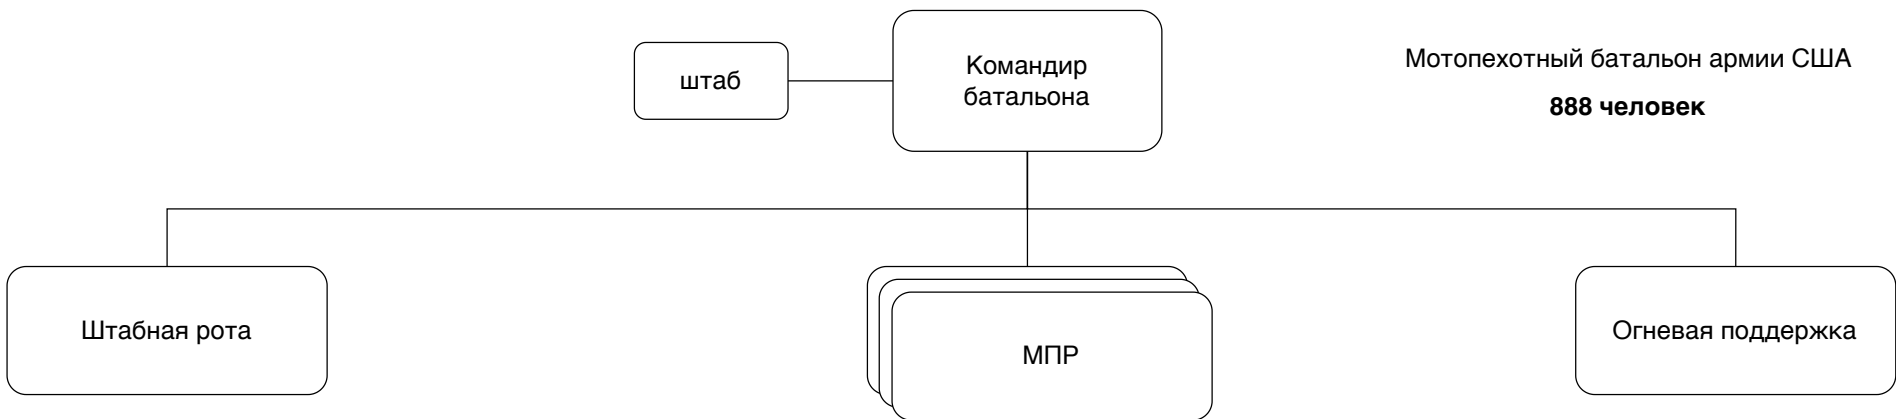 штаб
Командир
батальона
Мотопехотный батальон армии США
888 человек
Штабная рота
МПР
Огневая поддержка